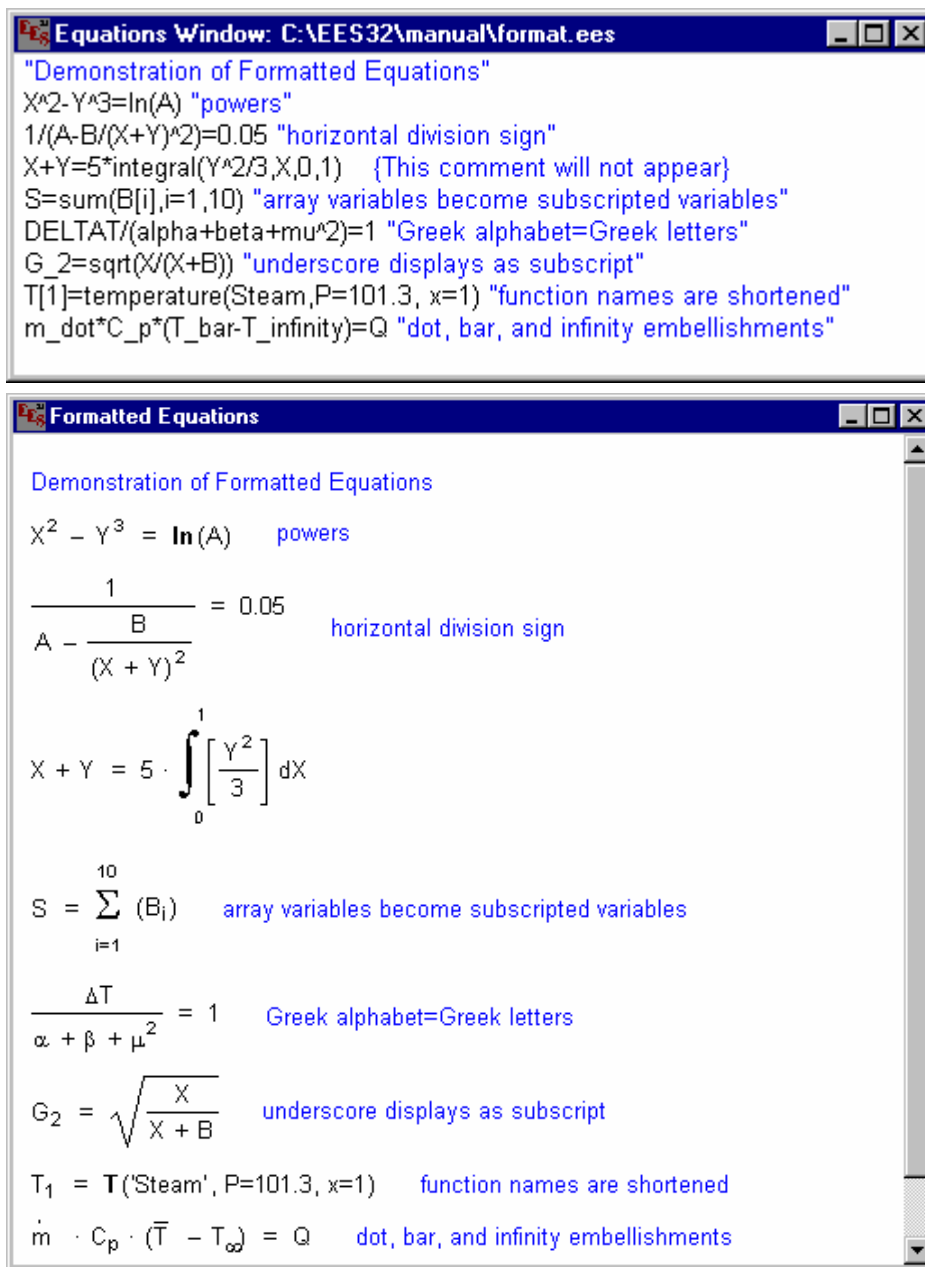 Equations Window: C:\EES32\manual\format.ees
"Demonstration of Formatted Equations"
X^2-Y^3=ln(A) "powers"
1/(A-B/(X+Y)^2)=0.05 "horizontal division sign"
X+Y=5*integral(Y^2/3,X,0,1) {This comment will not appear}
S=sum(B[i],i=1,10) "array variables become subscripted variables"
DELTAT/(alpha+beta+mu^2)=1 "Greek alphabet=Greek letters"
G_2=sqrt(X/(X+B)) "underscore displays as subscript"
T[1]=temperature(Steam,P=101.3, x=1) "function names are shortened"
m_dot*C_p*(T_bar-T_infinity)=Q "dot, bar, and infinity embellishments"
Formatted Equations
Demonstration of Formatted Equations
X² – Y³ = ln(A) powers
1
A – B = 0.05 horizontal division sign
(X + Y)²
1
X + Y = 5 · ∫ [ Y² / 3 ] dX
0
10
S = Σ (Bᵢ) array variables become subscripted variables
i=1
ΔT
α + β + μ² = 1 Greek alphabet=Greek letters
G₂ = √ X / X + B underscore displays as subscript
T₁ = T('Steam', P=101.3, x=1) function names are shortened
ṁ · Cₚ · (T̅ – T∞) = Q dot, bar, and infinity embellishments